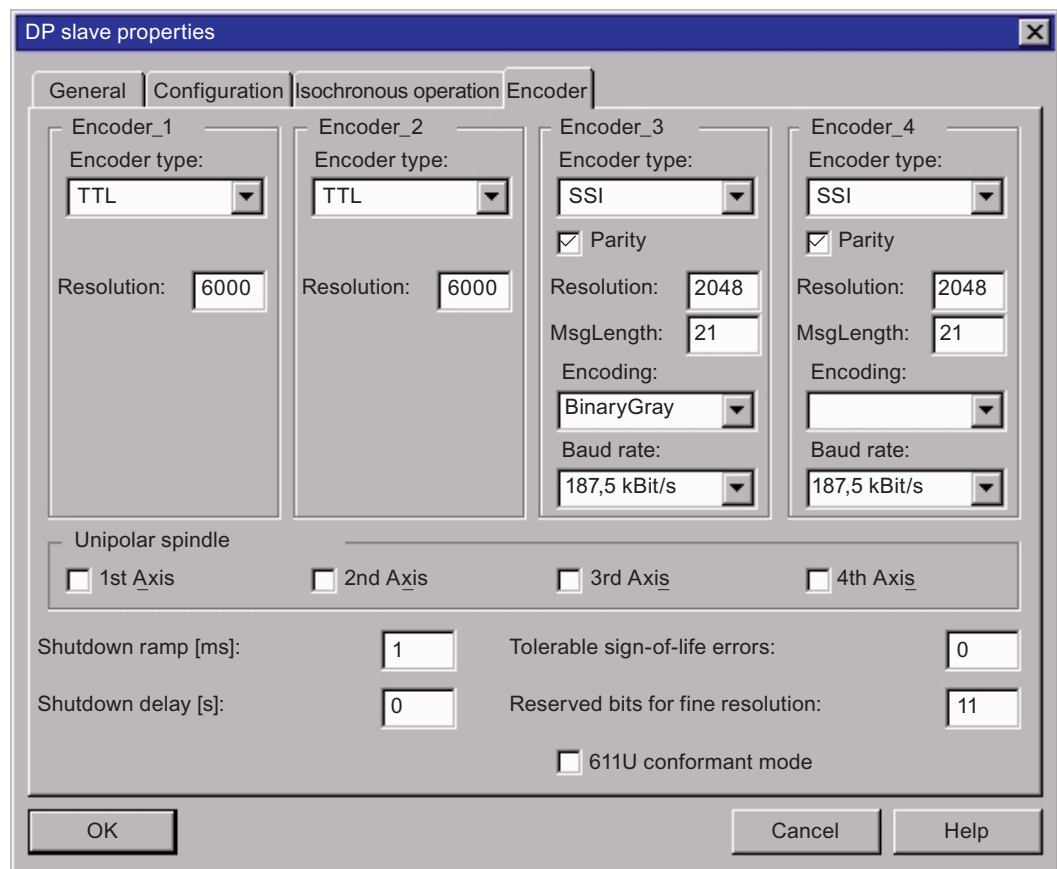 DP slave properties
General Configuration Isochronous operation Encoder
Encoder_1 Encoder_2 Encoder_3 Encoder_4
Encoder type: Encoder type: Encoder type: Encoder type:
TTL TTL SSI SSI
Parity Parity
Resolution: 6000 Resolution: 6000 Resolution: 2048 Resolution: 2048
MsgLength: 21 MsgLength: 21
Encoding: Encoding:
BinaryGray
Baud rate: Baud rate:
187,5 kBit/s 187,5 kBit/s
Unipolar spindle
1st Axis 2nd Axis 3rd Axis 4th Axis
Shutdown ramp [ms]: 1 Tolerable sign-of-life errors: 0
Shutdown delay [s]: 0 Reserved bits for fine resolution: 11
611U conformant mode
OK Cancel Help